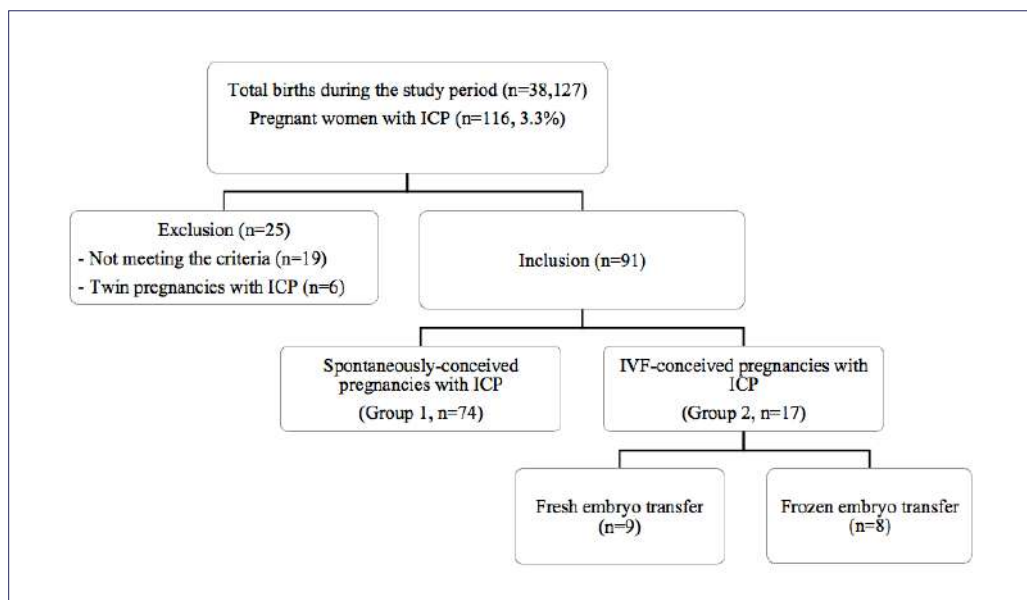 Total births during the study period (n=38,127)
Pregnant women with ICP (n=116, 3.3%)
Exclusion (n=25)
- Not meeting the criteria (n=19)
- Twin pregnancies with ICP (n=6)
Inclusion (n=91)
Spontaneously-conceived
pregnancies with ICP
(Group 1, n=74)
IVF-conceived pregnancies with
ICP
(Group 2, n=17)
Fresh embryo transfer
(n=9)
Frozen embryo transfer
(n=8)